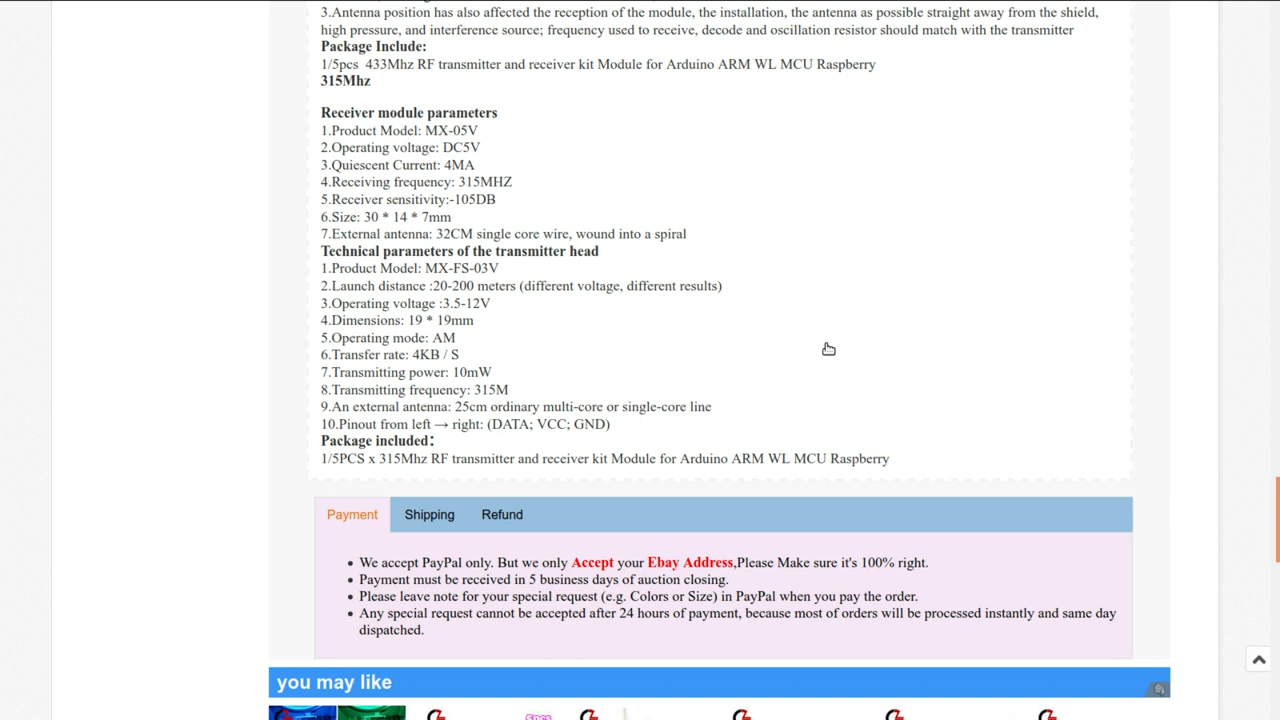 3.Antenna position has also affected the reception of the module, the installation, the antenna as possible straight away from the shield,
high pressure, and interference source; frequency used to receive, decode and oscillation resistor should match with the transmitter
Package Include:
1/5pcs  433Mhz RF transmitter and receiver kit Module for Arduino ARM WL MCU Raspberry
315Mhz
Receiver module parameters
1.Product Model: MX-05V
2.Operating voltage: DC5V
3.Quiescent Current: 4MA
4.Receiving frequency: 315MHZ
5.Receiver sensitivity:-105DB
6.Size: 30 * 14 * 7mm
7.External antenna: 32CM single core wire, wound into a spiral
Technical parameters of the transmitter head
1.Product Model: MX-FS-03V
2.Launch distance :20-200 meters (different voltage, different results)
3.Operating voltage :3.5-12V
4.Dimensions: 19 * 19mm
5.Operating mode: AM
6.Transfer rate: 4KB / S
7.Transmitting power: 10mW
8.Transmitting frequency: 315M
9.An external antenna: 25cm ordinary multi-core or single-core line
10.Pinout from left → right: (DATA; VCC; GND)
Package included：
1/5PCS x 315Mhz RF transmitter and receiver kit Module for Arduino ARM WL MCU Raspberry
Payment Shipping Refund
• We accept PayPal only. But we only Accept your Ebay Address,Please Make sure it's 100% right.
• Payment must be received in 5 business days of auction closing.
• Please leave note for your special request (e.g. Colors or Size) in PayPal when you pay the order.
• Any special request cannot be accepted after 24 hours of payment, because most of orders will be processed instantly and same day
dispatched.
you may like
5pcs